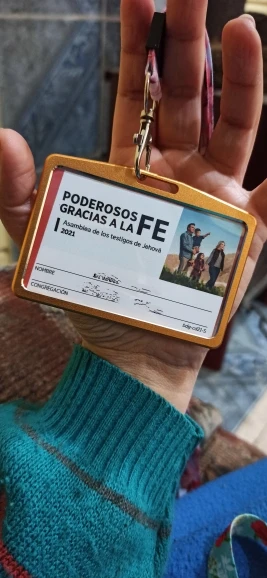 PODEROSOS
GRACIAS A LA FE
Asamblea de los testigos de Jehová
2021
NOMBRE
CONGREGACIÓN